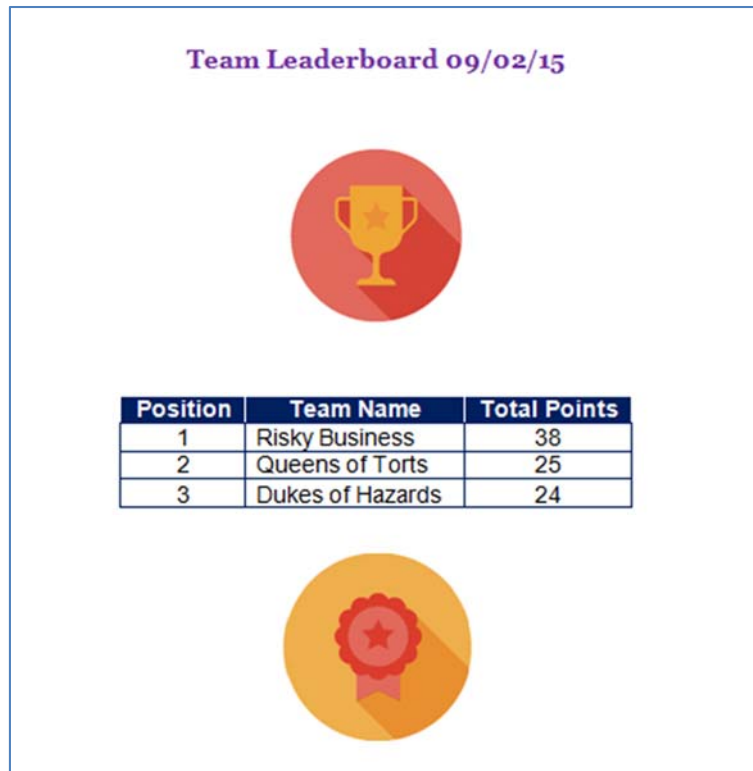 Team Leaderboard 09/02/15
Position Team Name Total Points
1 Risky Business 38
2 Queens of Torts 25
3 Dukes of Hazards 24